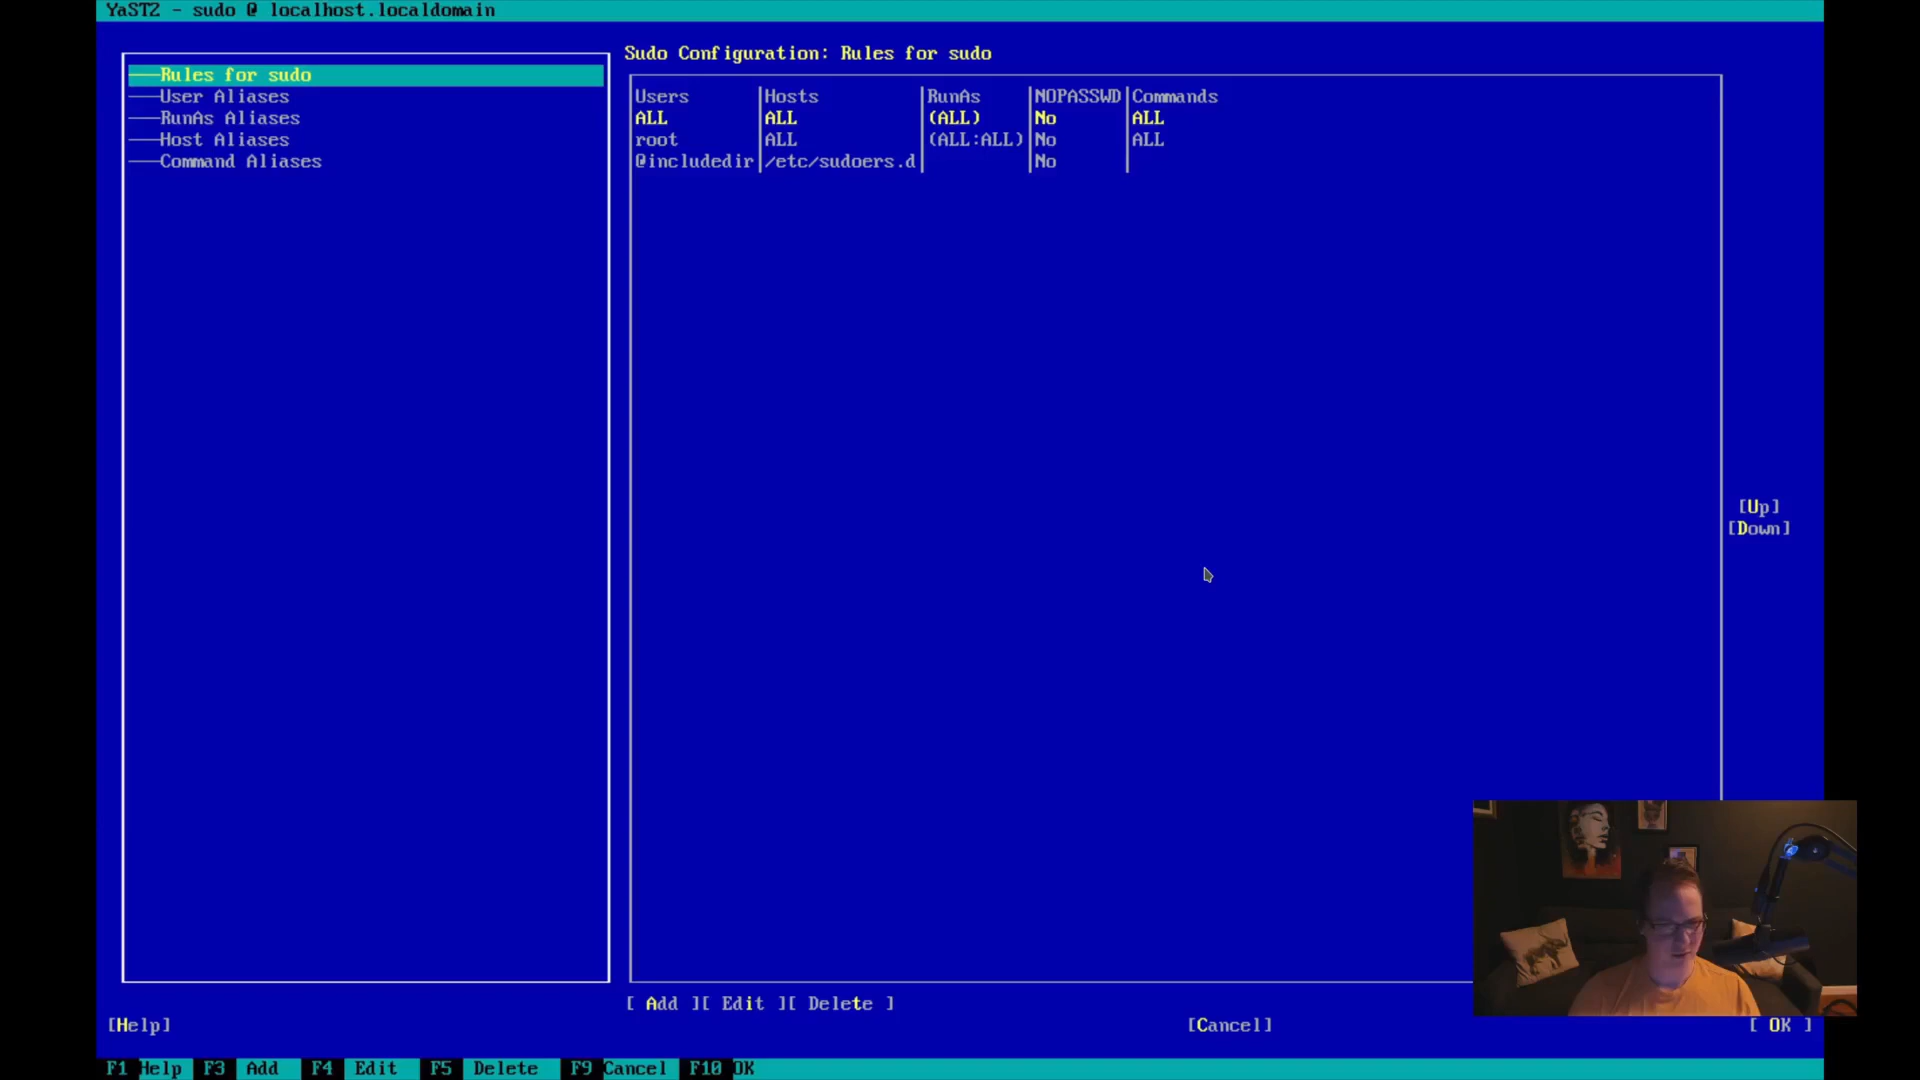 YaST2 - sudo @ localhost.localdomain
Rules for sudo
User Aliases
RunAs Aliases
Host Aliases
Command Aliases
Sudo Configuration: Rules for sudo
Users Hosts RunAs NOPASSWD Commands
ALL ALL (ALL) No ALL
root ALL (ALL:ALL) No ALL
@includedir /etc/sudoers.d No
[Up]
[Down]
[ Add ][ Edit ][ Delete ]
[Help] [Cancel] [ OK ]
F1 Help F3 Add F4 Edit F5 Delete F9 Cancel F10 OK